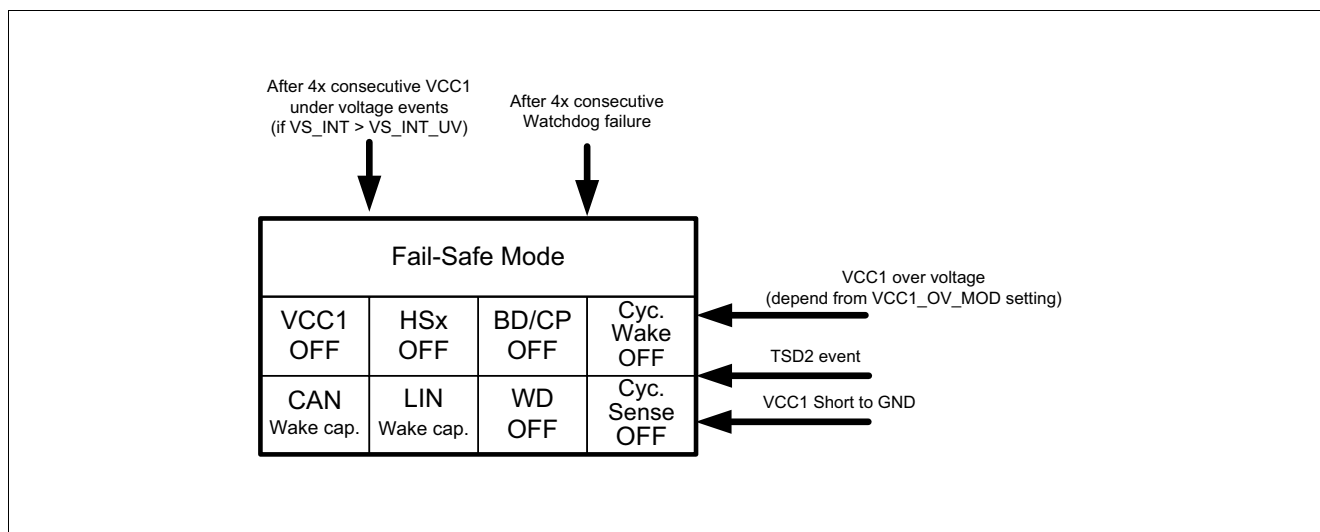 After 4x consecutive VCC1
under voltage events
(if VS_INT > VS_INT_UV)
After 4x consecutive
Watchdog failure
Fail-Safe Mode
VCC1
OFF
HSx
OFF
BD/CP
OFF
Cyc.
Wake
OFF
CAN
Wake cap.
LIN
Wake cap.
WD
OFF
Cyc.
Sense
OFF
VCC1 over voltage
(depend from VCC1_OV_MOD setting)
TSD2 event
VCC1 Short to GND